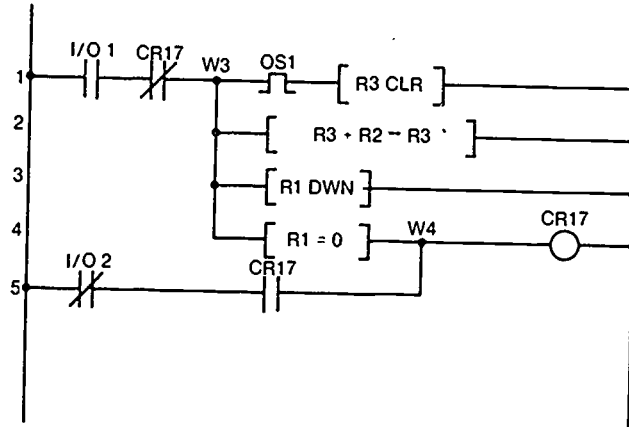 I/O 1 CR17 W3 OS1
1 R3 CLR
2 R3 + R2 - R3
3 R1 DWN
4 R1 = 0 W4 CR17
I/O 2 CR17
5